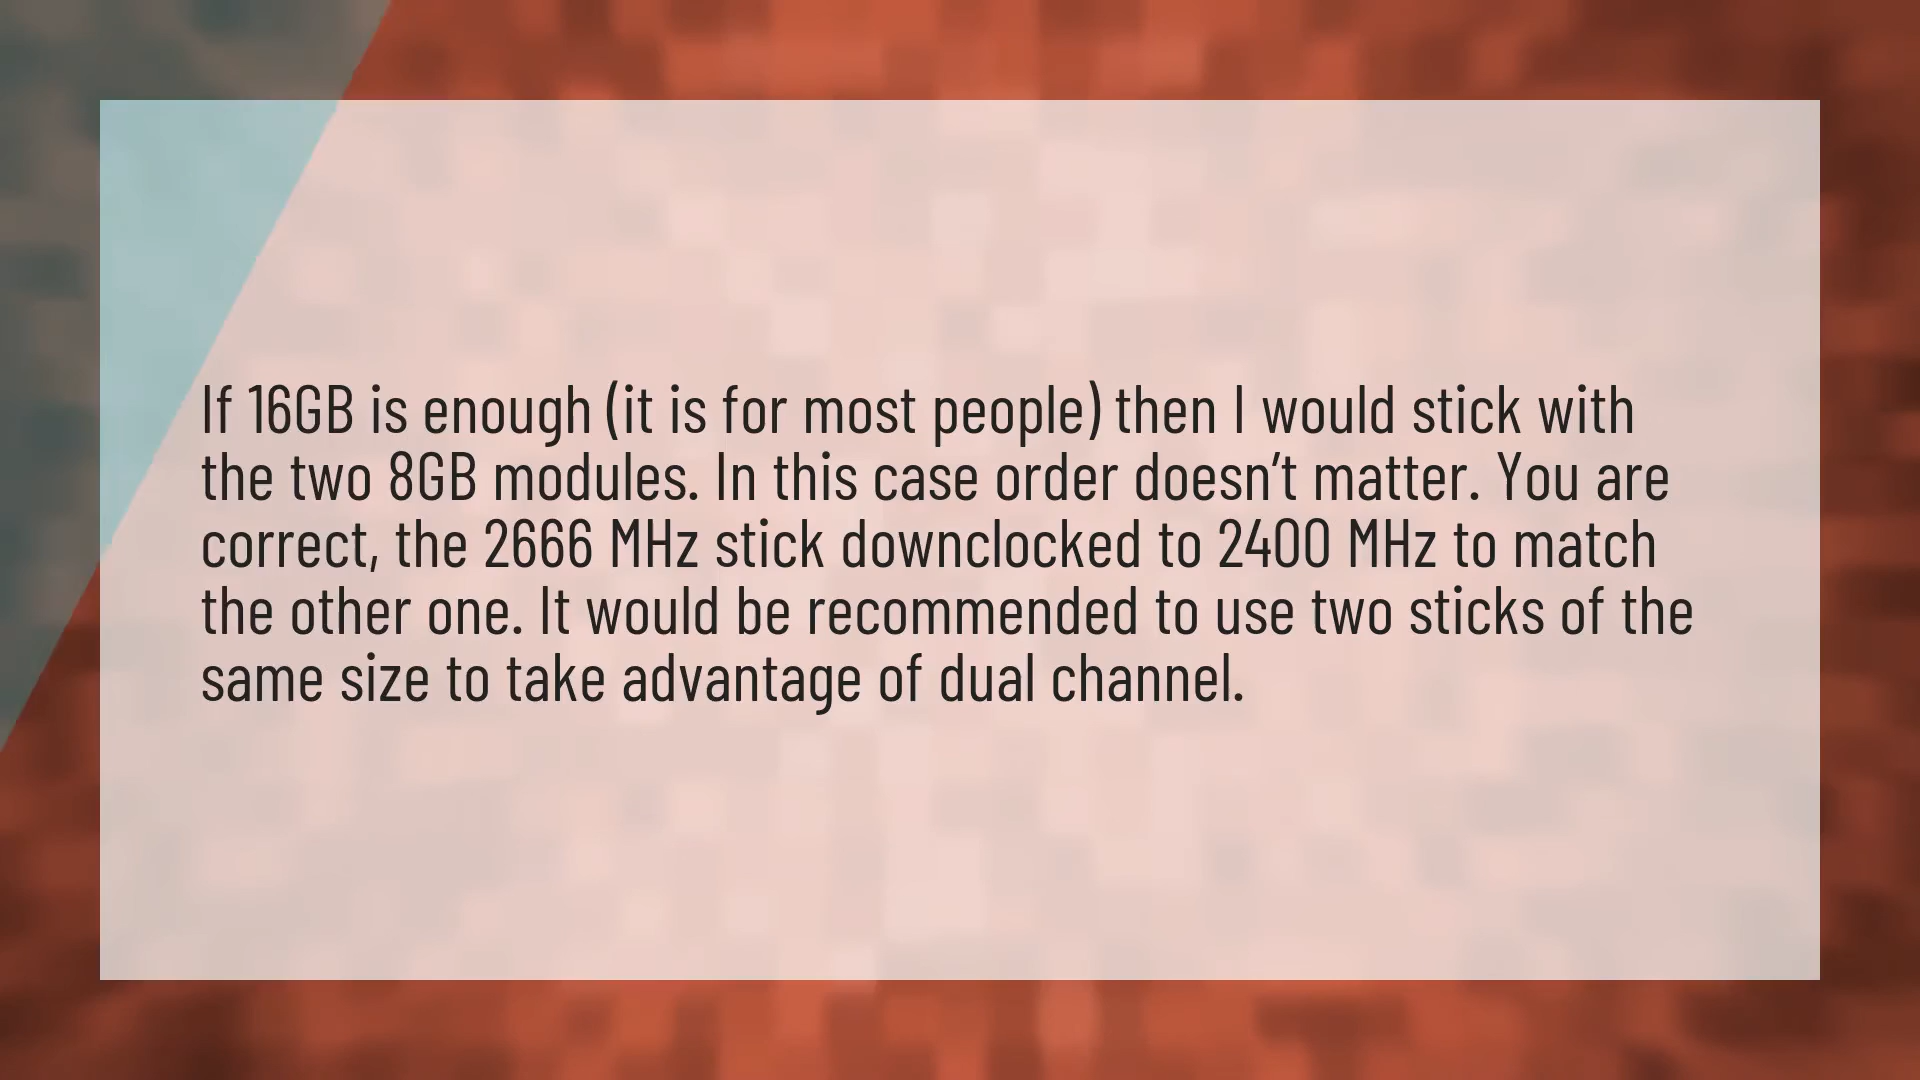 If 16GB is enough (it is for most people) then I would stick with
the two 8GB modules. In this case order doesn’t matter. You are
correct, the 2666 MHz stick downclocked to 2400 MHz to match
the other one. It would be recommended to use two sticks of the
same size to take advantage of dual channel.